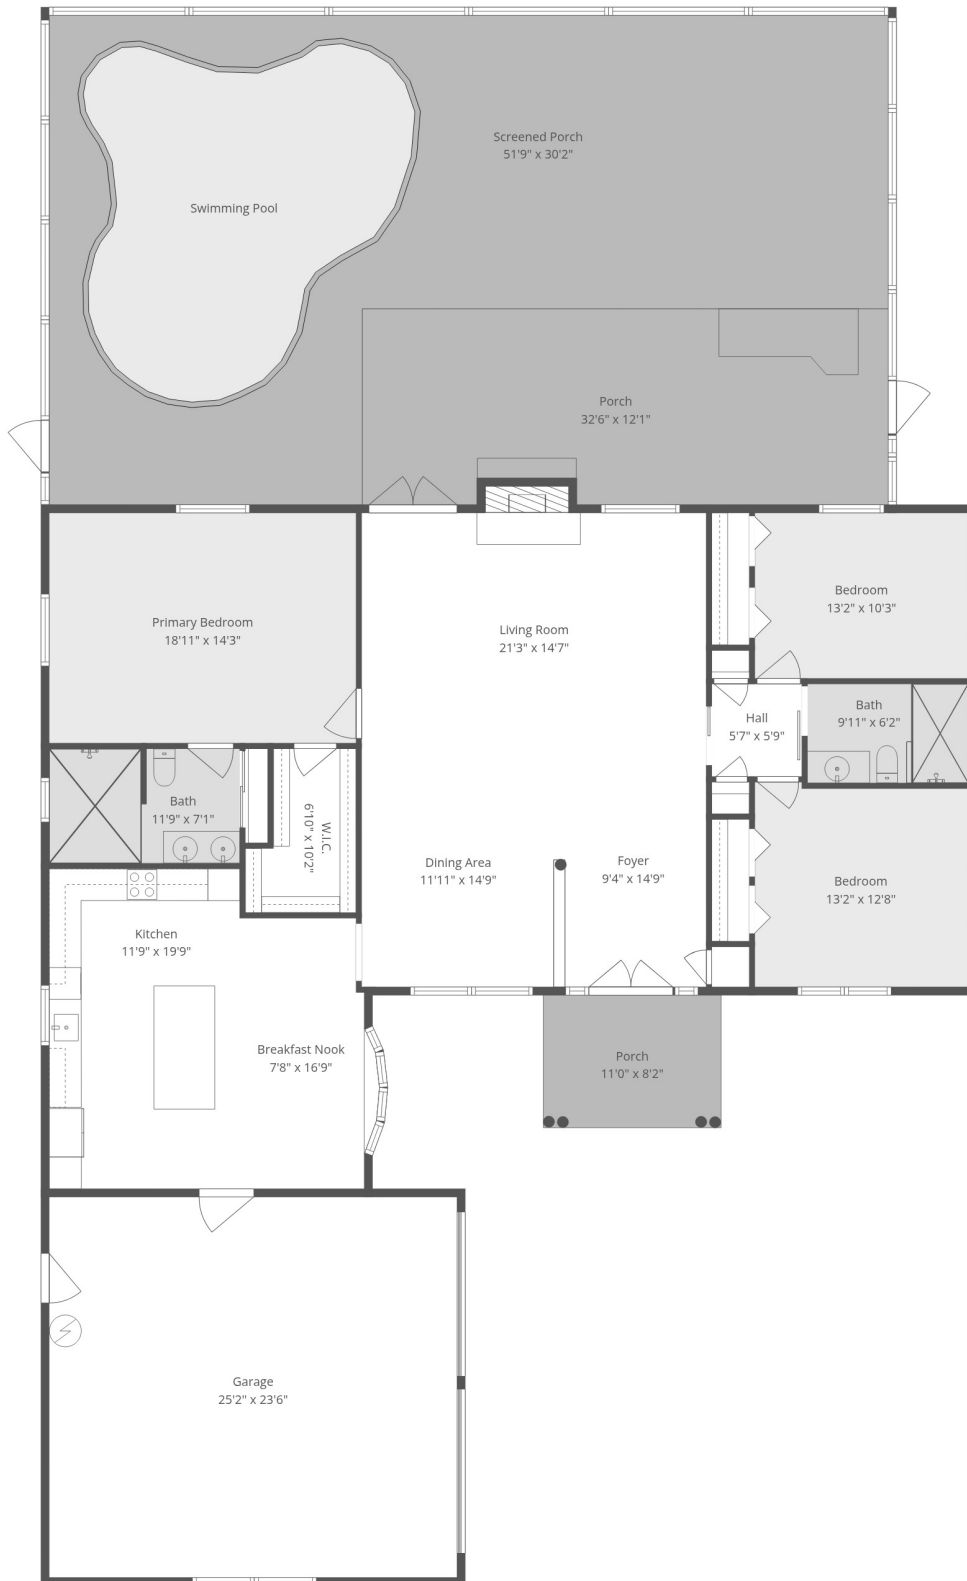 Screened Porch
51'9" x 30'2"
Swimming Pool
Porch
32'6" x 12'1"
Primary Bedroom
18'11" x 14'3"
Living Room
21'3" x 14'7"
Bedroom
13'2" x 10'3"
Hall
5'7" x 5'9"
Bath
9'11" x 6'2"
Bath
11'9" x 7'1"
W.I.C.
6'10" x 10'2"
Dining Area
11'11" x 14'9"
Foyer
9'4" x 14'9"
Bedroom
13'2" x 12'8"
Kitchen
11'9" x 19'9"
Breakfast Nook
7'8" x 16'9"
Porch
11'0" x 8'2"
Garage
25'2" x 23'6"